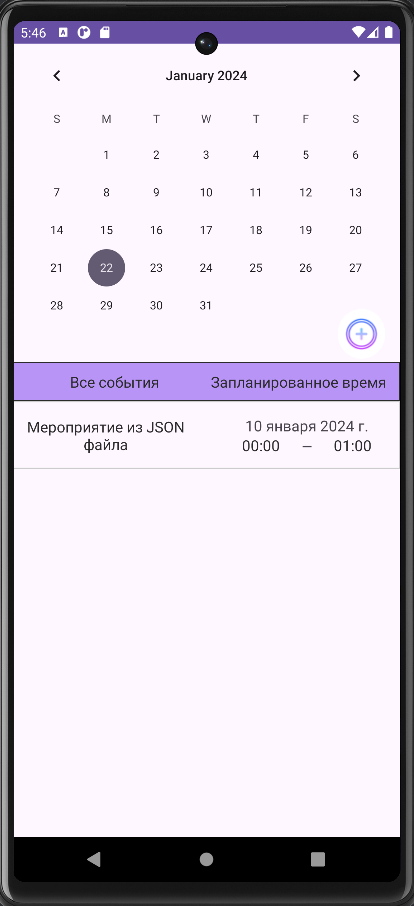 5:46
January 2024
S M T W T F S
1 2 3 4 5 6
7 8 9 10 11 12 13
14 15 16 17 18 19 20
21 22 23 24 25 26 27
28 29 30 31
Все события Запланированное время
Мероприятие из JSON
файла
10 января 2024 г.
00:00 — 01:00